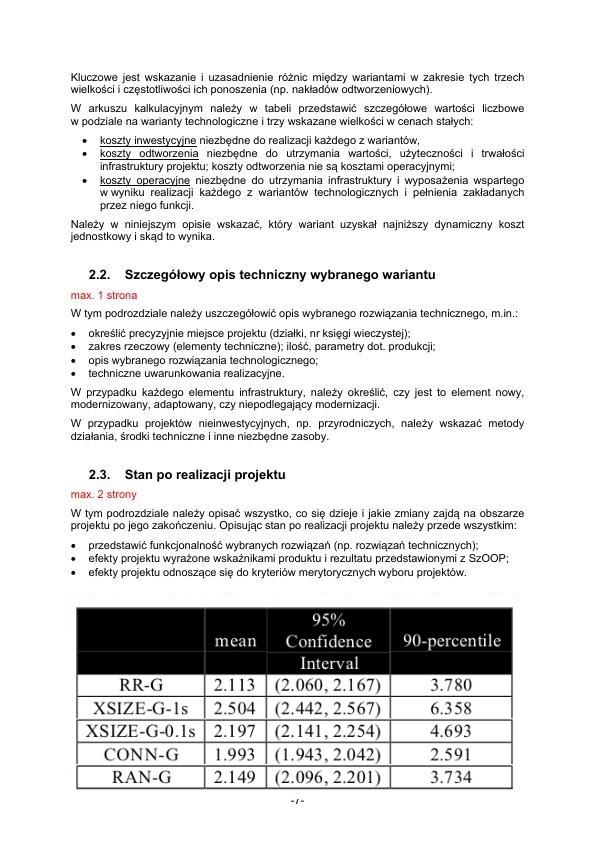 Kluczowe jest wskazanie i uzasadnienie różnic między wariantami w zakresie tych trzech
wielkości i częstotliwości ich ponoszenia (np. nakładów odtworzeniowych).
W arkuszu kalkulacyjnym należy w tabeli przedstawić szczegółowe wartości liczbowe
w podziale na warianty technologiczne i trzy wskazane wielkości w cenach stałych:
• koszty inwestycyjne niezbędne do realizacji każdego z wariantów,
• koszty odtworzenia niezbędne do utrzymania wartości, użyteczności i trwałości
infrastruktury projektu; koszty odtworzenia nie są kosztami operacyjnymi;
• koszty operacyjne niezbędne do utrzymania infrastruktury i wyposażenia wspartego
w wyniku realizacji każdego z wariantów technologicznych i pełnienia zakładanych
przez niego funkcji.
Należy w niniejszym opisie wskazać, który wariant uzyskał najniższy dynamiczny koszt
jednostkowy i skąd to wynika.
2.2. Szczegółowy opis techniczny wybranego wariantu
max. 1 strona
W tym podrozdziale należy uszczegółowić opis wybranego rozwiązania technicznego, m.in.:
• określić precyzyjnie miejsce projektu (działki, nr księgi wieczystej);
• zakres rzeczowy (elementy techniczne); ilość, parametry dot. produkcji;
• opis wybranego rozwiązania technologicznego;
• techniczne uwarunkowania realizacyjne.
W przypadku każdego elementu infrastruktury, należy określić, czy jest to element nowy,
modernizowany, adaptowany, czy niepodlegający modernizacji.
W przypadku projektów nieinwestycyjnych, np. przyrodniczych, należy wskazać metody
działania, środki techniczne i inne niezbędne zasoby.
2.3. Stan po realizacji projektu
max. 2 strony
W tym podrozdziale należy opisać wszystko, co się dzieje i jakie zmiany zajdą na obszarze
projektu po jego zakończeniu. Opisując stan po realizacji projektu należy przede wszystkim:
• przedstawić funkcjonalność wybranych rozwiązań (np. rozwiązań technicznych);
• efekty projektu wyrażone wskaźnikami produktu i rezultatu przedstawionymi z SzOOP;
• efekty projektu odnoszące się do kryteriów merytorycznych wyboru projektów.
mean 95% Confidence Interval 90-percentile
RR-G 2.113 (2.060, 2.167) 3.780
XSIZE-G-1s 2.504 (2.442, 2.567) 6.358
XSIZE-G-0.1s 2.197 (2.141, 2.254) 4.693
CONN-G 1.993 (1.943, 2.042) 2.591
RAN-G 2.149 (2.096, 2.201) 3.734